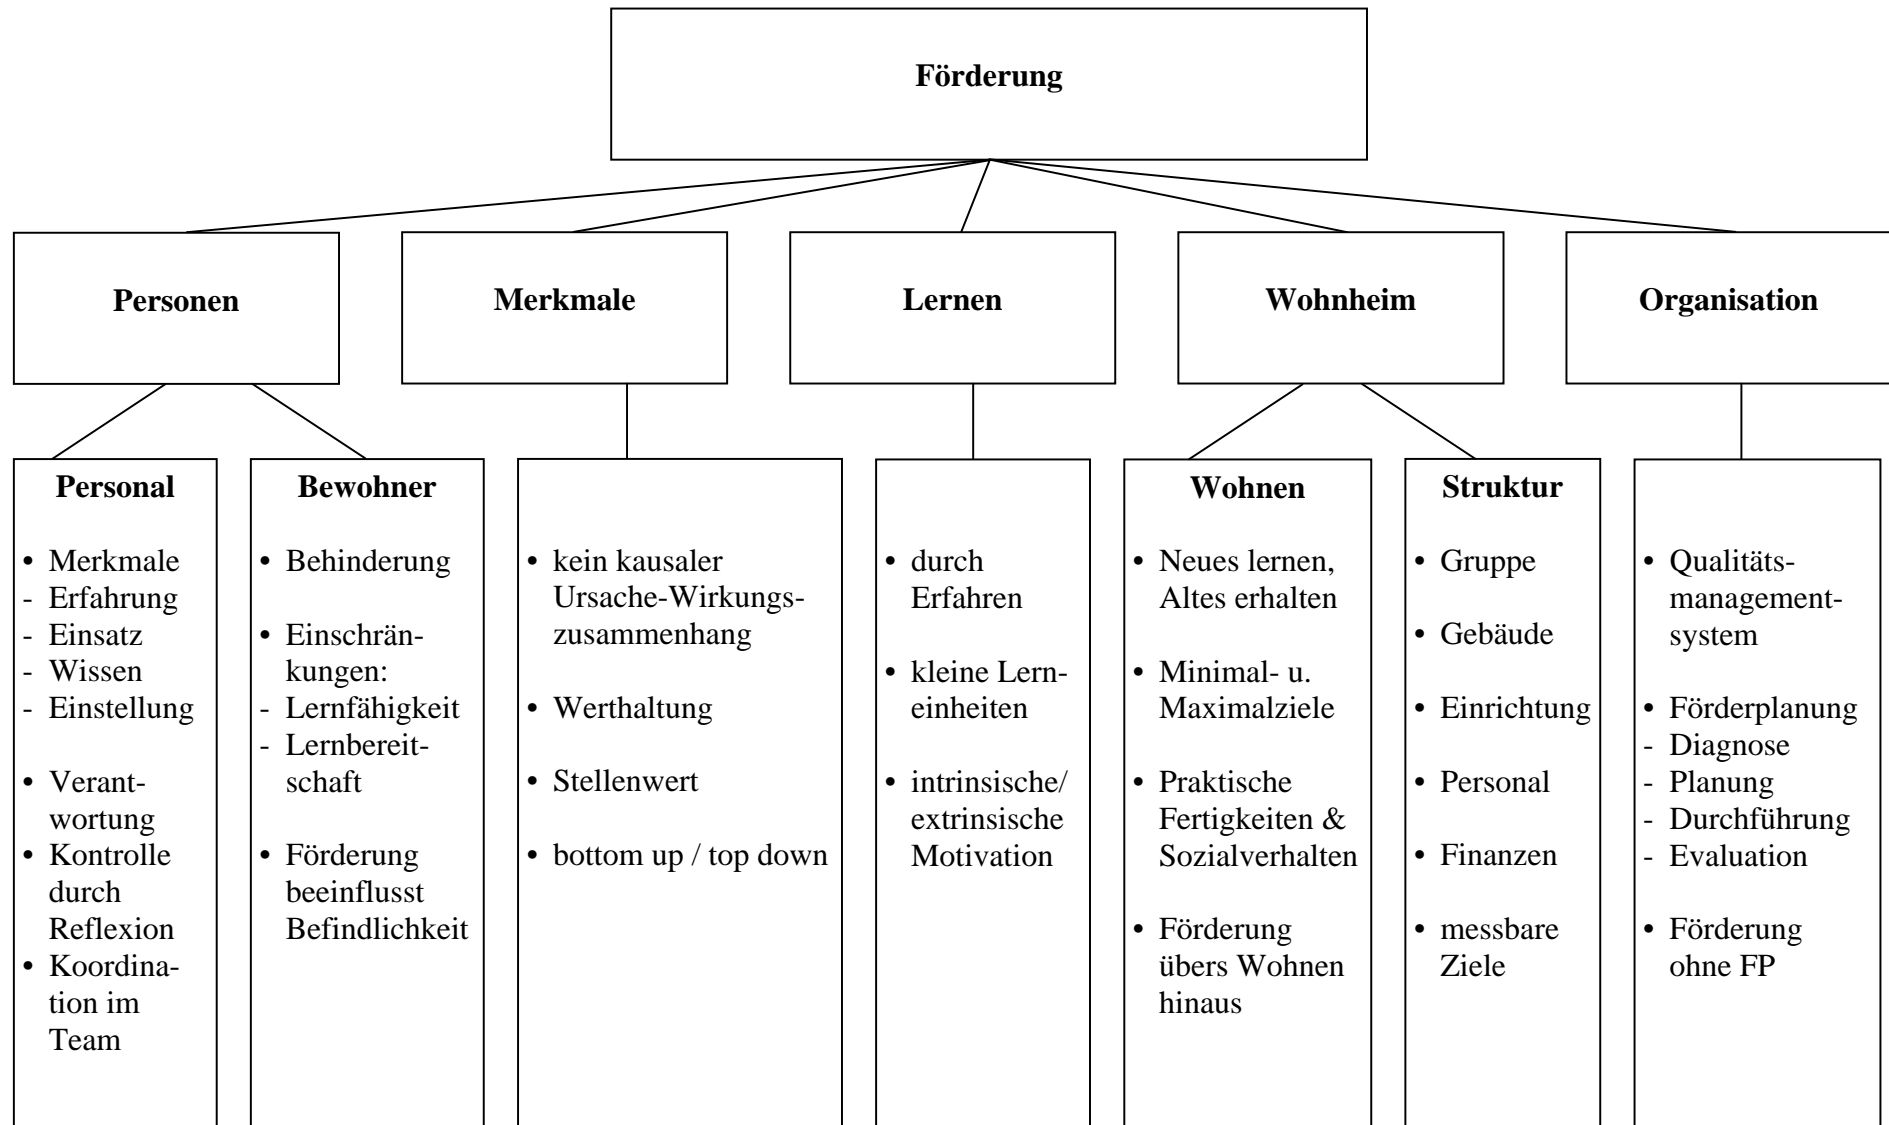 Förderung
Personen
Merkmale
Lernen
Wohnheim
Organisation
Personal
• Merkmale
- Erfahrung
- Einsatz
- Wissen
- Einstellung
• Verant-
wortung
• Kontrolle
durch
Reflexion
• Koordina-
tion im
Team
Bewohner
• Behinderung
• Einschrän-
kungen:
- Lernfähigkeit
- Lernbereit-
schaft
• Förderung
beeinflusst
Befindlichkeit
• kein kausaler
Ursache-Wirkungs-
zusammenhang
• Werthaltung
• Stellenwert
• bottom up / top down
• durch
Erfahren
• kleine Lern-
einheiten
• intrinsische/
extrinsische
Motivation
Wohnen
• Neues lernen,
Altes erhalten
• Minimal- u.
Maximalziele
• Praktische
Fertigkeiten &
Sozialverhalten
• Förderung
übers Wohnen
hinaus
Struktur
• Gruppe
• Gebäude
• Einrichtung
• Personal
• Finanzen
• messbare
Ziele
• Qualitäts-
management-
system
• Förderplanung
- Diagnose
- Planung
- Durchführung
- Evaluation
• Förderung
ohne FP